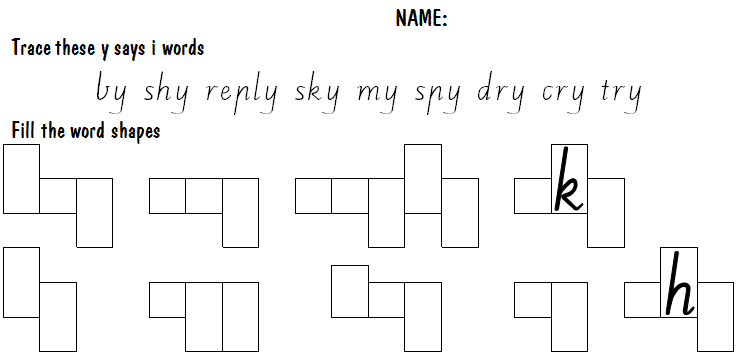 NAME:
Trace these y says i words
by shy reply sky my spy dry cry try
Fill the word shapes
k
h